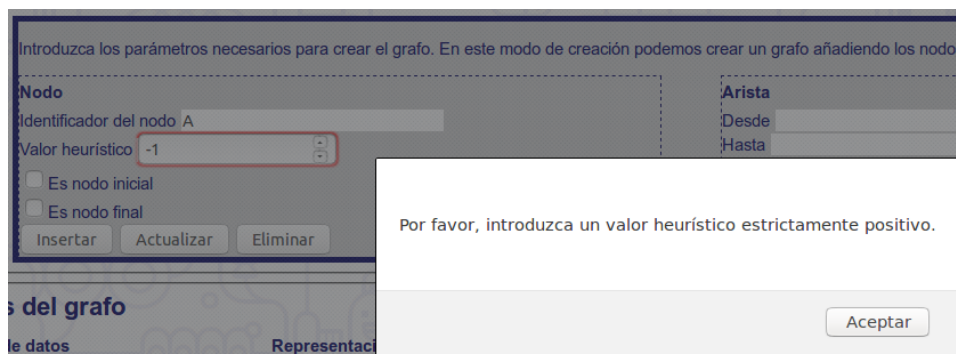 Introduzca los parámetros necesarios para crear el grafo. En este modo de creación podemos crear un grafo añadiendo los nodo
Nodo
Identificador del nodo A
Valor heurístico -1
Es nodo inicial
Es nodo final
Insertar Actualizar Eliminar
Arista
Desde
Hasta
Por favor, introduzca un valor heurístico estrictamente positivo.
Aceptar
s del grafo
de datos
Representaci